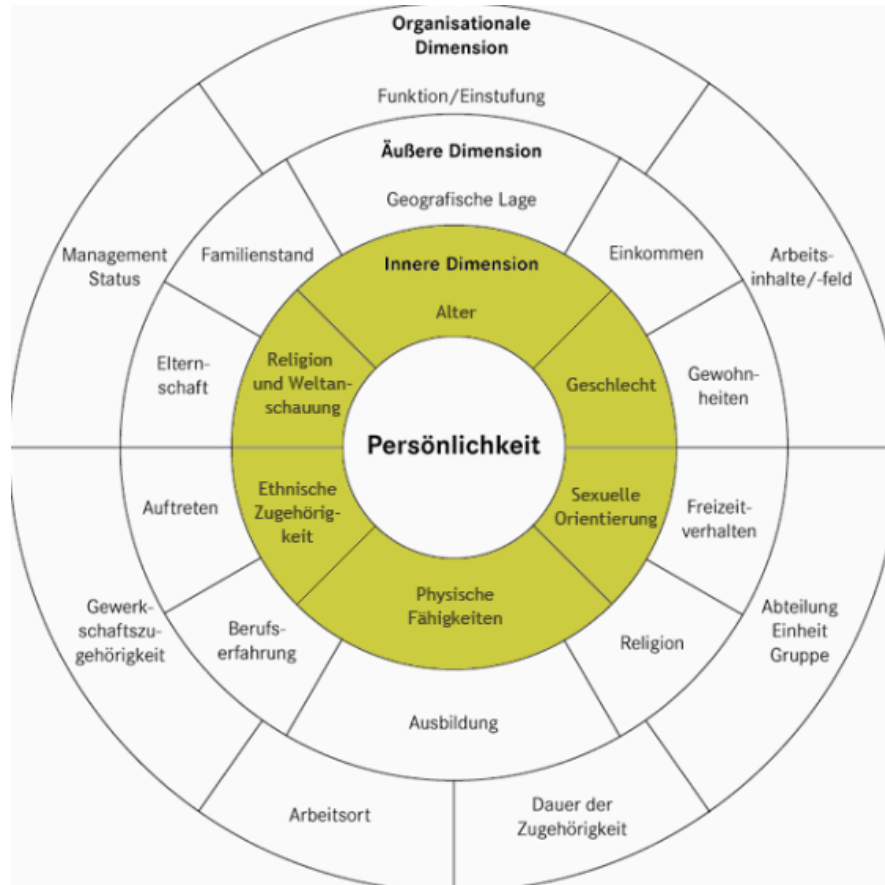 Organisationale
Dimension
Funktion/Einstufung
Äußere Dimension
Geografische Lage
Management
Status
Familienstand
Innere Dimension
Einkommen
Arbeits-
inhalte/-feld
Alter
Eltern-
schaft
Religion
und Weltan-
schauung
Geschlecht
Gewohn-
heiten
Persönlichkeit
Auftreten
Ethnische
Zugehörig-
keit
Sexuelle
Orientierung
Freizeit-
verhalten
Gewerk-
schaftszu-
gehörigkeit
Berufs-
erfahrung
Physische
Fähigkeiten
Religion
Abteilung
Einheit
Gruppe
Ausbildung
Arbeitsort
Dauer der
Zugehörigkeit